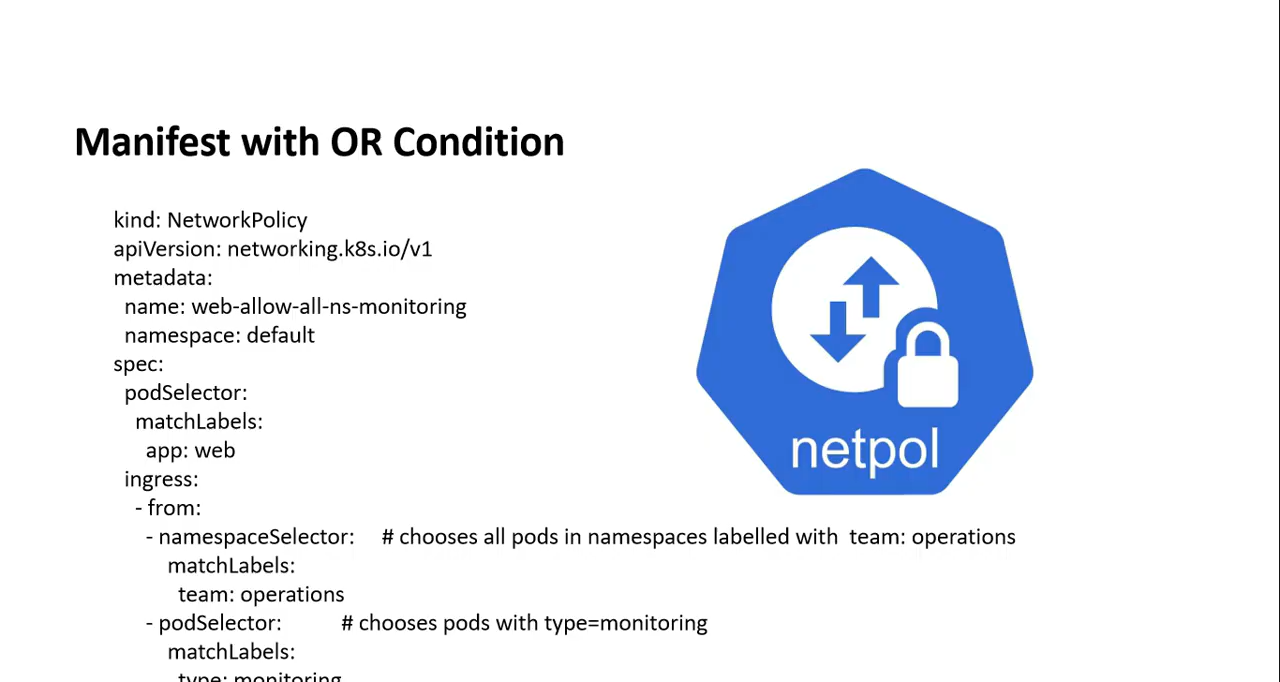 Manifest with OR Condition
kind: NetworkPolicy
apiVersion: networking.k8s.io/v1
metadata:
name: web-allow-all-ns-monitoring
namespace: default
spec:
podSelector:
matchLabels:
app: web
ingress:
- from:
- namespaceSelector: # chooses all pods in namespaces labelled with team: operations
matchLabels:
team: operations
- podSelector: # chooses pods with type=monitoring
matchLabels:
type: monitoring
netpol